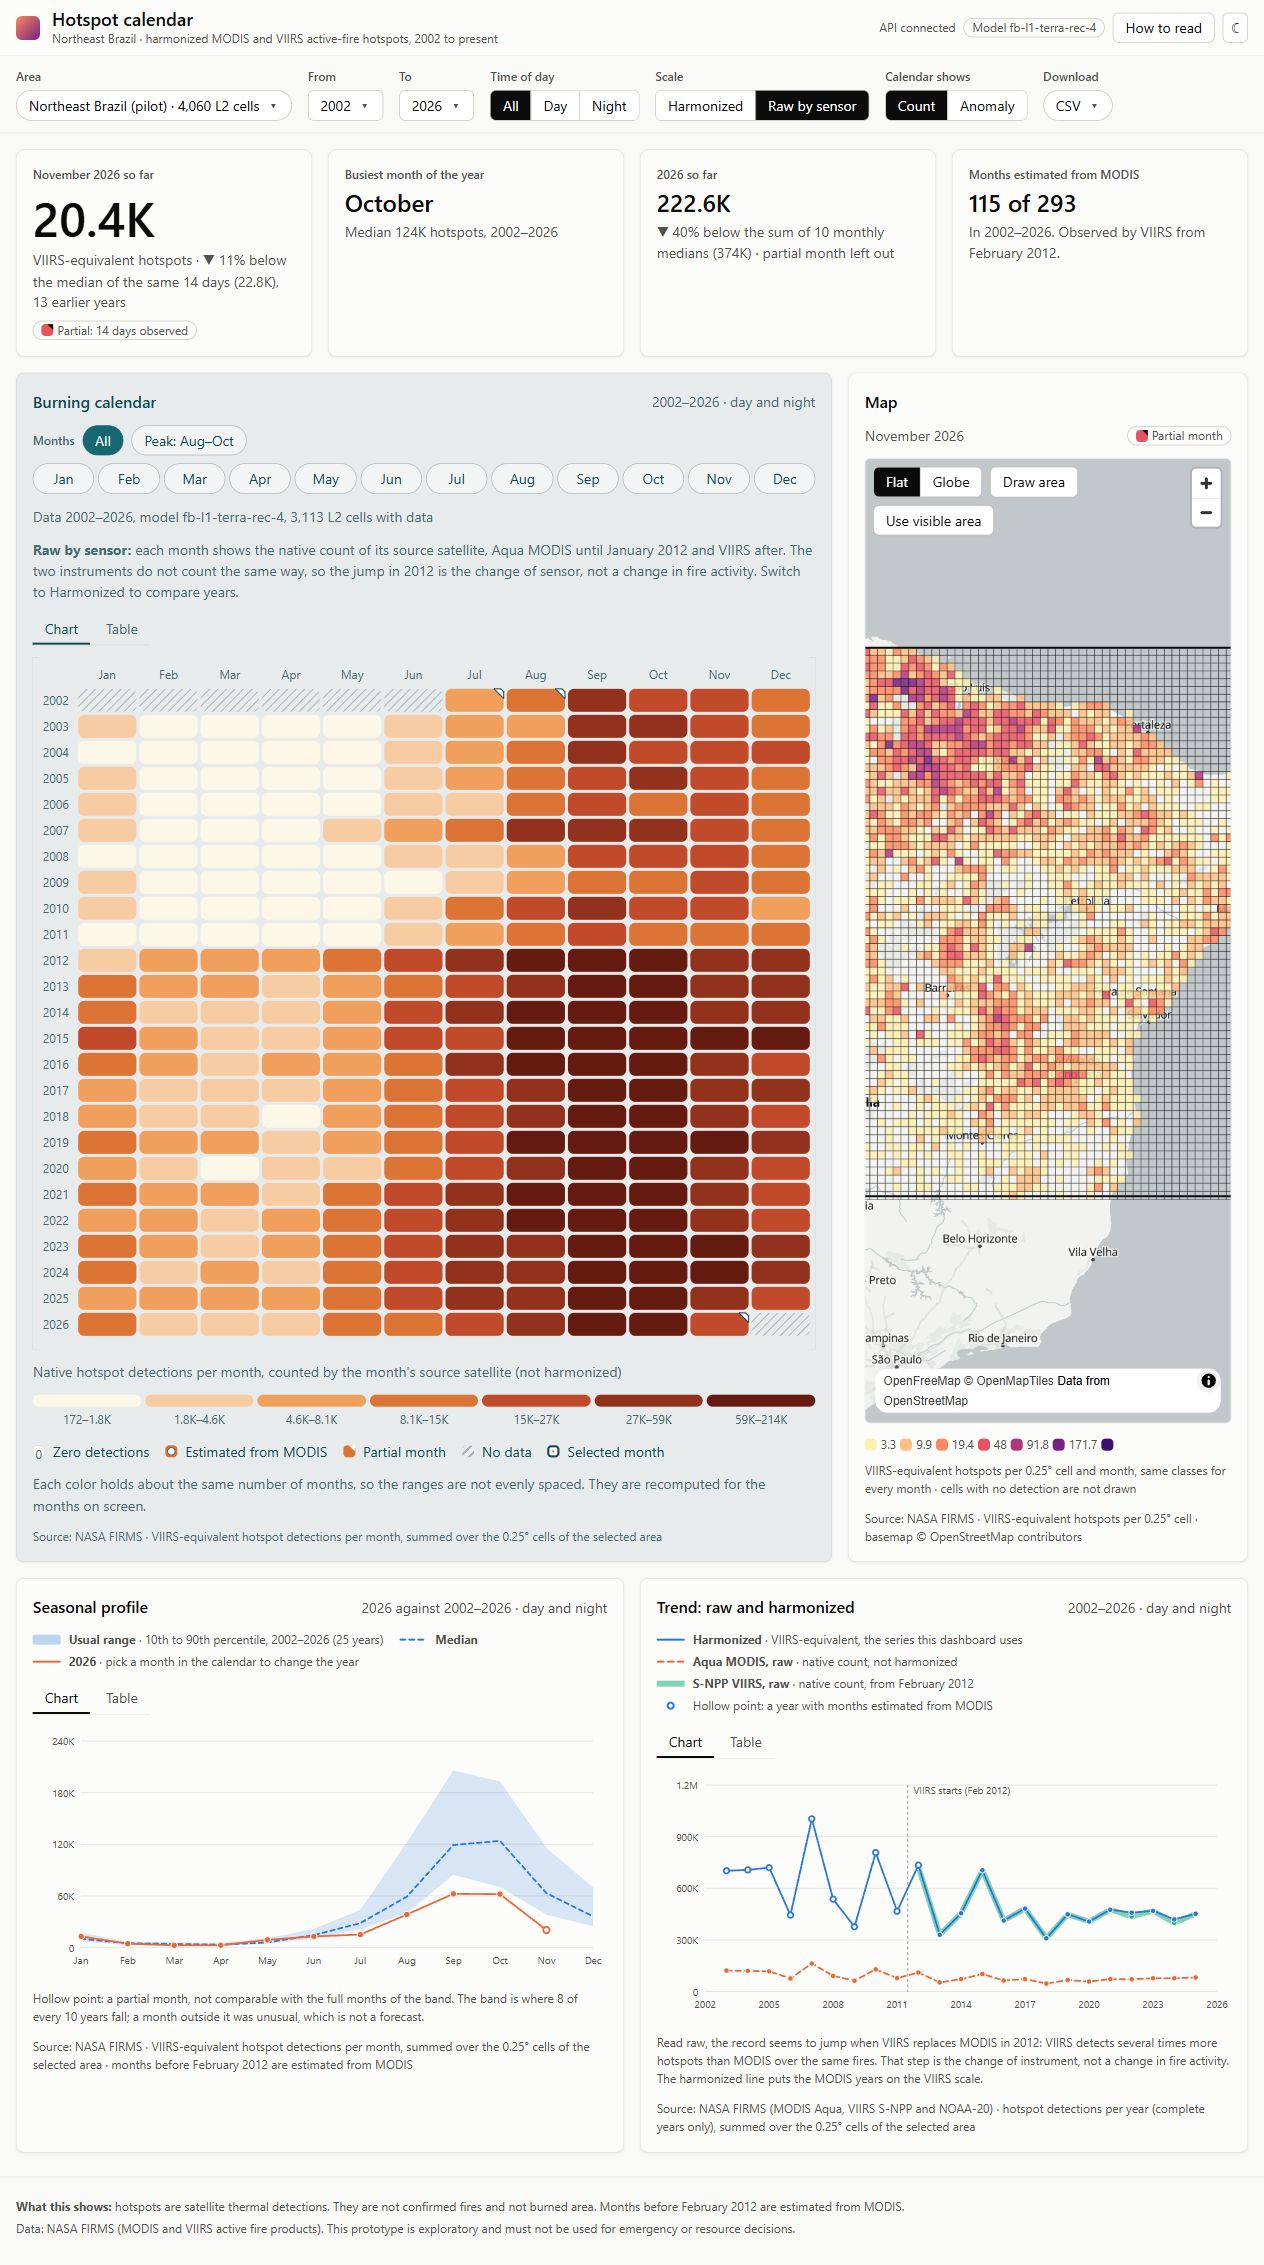 Hotspot calendar
Northeast Brazil · harmonized MODIS and VIIRS active-fire hotspots, 2002 to present
API connected
Model fb-l1-terra-rec-4
How to read
Area
From
To
Time of day
Scale
Calendar shows
Download
Northeast Brazil (pilot) · 4,060 L2 cells
2002
2026
All
Day
Night
Harmonized
Raw by sensor
Count
Anomaly
CSV
November 2026 so far
20.4K
VIIRS-equivalent hotspots · ▼ 11% below
the median of the same 14 days (22.8K),
13 earlier years
Partial: 14 days observed
Busiest month of the year
October
Median 124K hotspots, 2002–2026
2026 so far
222.6K
▼ 40% below the sum of 10 monthly
medians (374K) · partial month left out
Months estimated from MODIS
115 of 293
In 2002–2026. Observed by VIIRS from
February 2012.
Burning calendar
2002–2026 · day and night
Months
All
Peak: Aug–Oct
Jan
Feb
Mar
Apr
May
Jun
Jul
Aug
Sep
Oct
Nov
Dec
Data 2002–2026, model fb-l1-terra-rec-4, 3,113 L2 cells with data
Raw by sensor: each month shows the native count of its source satellite, Aqua MODIS until January 2012 and VIIRS after. The
two instruments do not count the same way, so the jump in 2012 is the change of sensor, not a change in fire activity. Switch
to Harmonized to compare years.
Chart
Table
Jan
Feb
Mar
Apr
May
Jun
Jul
Aug
Sep
Oct
Nov
Dec
2002
2003
2004
2005
2006
2007
2008
2009
2010
2011
2012
2013
2014
2015
2016
2017
2018
2019
2020
2021
2022
2023
2024
2025
2026
Native hotspot detections per month, counted by the month's source satellite (not harmonized)
172–1.8K
1.8K–4.6K
4.6K–8.1K
8.1K–15K
15K–27K
27K–59K
59K–214K
0 Zero detections
Estimated from MODIS
Partial month
No data
Selected month
Each color holds about the same number of months, so the ranges are not evenly spaced. They are recomputed for the
months on screen.
Source: NASA FIRMS · VIIRS-equivalent hotspot detections per month, summed over the 0.25° cells of the selected area
Map
November 2026
Partial month
Flat
Globe
Draw area
+
Use visible area
−
Belo Horizonte
Vila Velha
Preto
ampinas
Rio de Janeiro
São Paulo
OpenFreeMap © OpenMapTiles Data from
OpenStreetMap
3.3
9.9
19.4
48
91.8
171.7
VIIRS-equivalent hotspots per 0.25° cell and month, same classes for
every month · cells with no detection are not drawn
Source: NASA FIRMS · VIIRS-equivalent hotspots per 0.25° cell ·
basemap © OpenStreetMap contributors
Seasonal profile
2026 against 2002–2026 · day and night
Usual range · 10th to 90th percentile, 2002–2026 (25 years)
Median
2026 · pick a month in the calendar to change the year
Chart
Table
240K
180K
120K
60K
0
Jan
Feb
Mar
Apr
May
Jun
Jul
Aug
Sep
Oct
Nov
Dec
Hollow point: a partial month, not comparable with the full months of the band. The band is where 8 of
every 10 years fall; a month outside it was unusual, which is not a forecast.
Source: NASA FIRMS · VIIRS-equivalent hotspot detections per month, summed over the 0.25° cells of the
selected area · months before February 2012 are estimated from MODIS
Trend: raw and harmonized
2002–2026 · day and night
Harmonized · VIIRS-equivalent, the series this dashboard uses
Aqua MODIS, raw · native count, not harmonized
S-NPP VIIRS, raw · native count, from February 2012
Hollow point: a year with months estimated from MODIS
Chart
Table
1.2M
900K
600K
300K
0
VIIRS starts (Feb 2012)
2002
2005
2008
2011
2014
2017
2020
2023
2026
Read raw, the record seems to jump when VIIRS replaces MODIS in 2012: VIIRS detects several times more
hotspots than MODIS over the same fires. That step is the change of instrument, not a change in fire activity.
The harmonized line puts the MODIS years on the VIIRS scale.
Source: NASA FIRMS (MODIS Aqua, VIIRS S-NPP and NOAA-20) · hotspot detections per year (complete
years only), summed over the 0.25° cells of the selected area
What this shows: hotspots are satellite thermal detections. They are not confirmed fires and not burned area. Months before February 2012 are estimated from MODIS.
Data: NASA FIRMS (MODIS and VIIRS active fire products). This prototype is exploratory and must not be used for emergency or resource decisions.